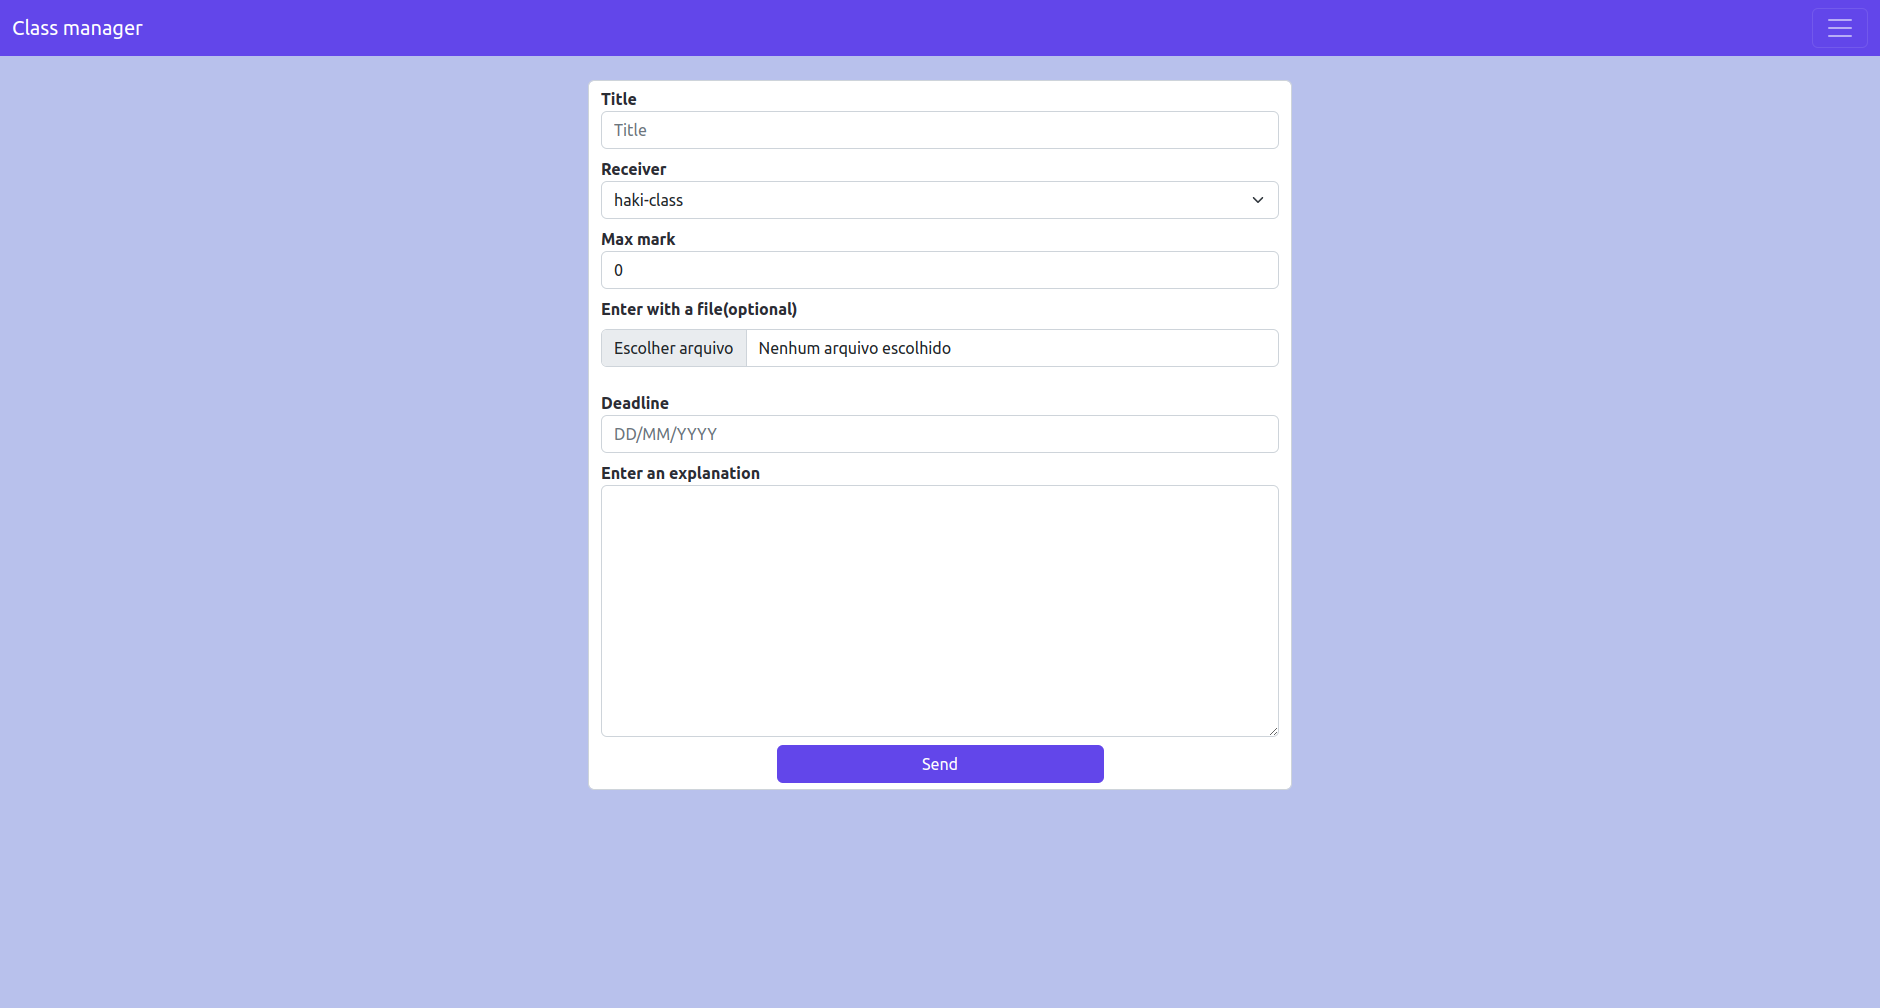 Class manager
Title
Title
Receiver
haki-class
Max mark
0
Enter with a file(optional)
Escolher arquivo Nenhum arquivo escolhido
Deadline
DD/MM/YYYY
Enter an explanation
Send